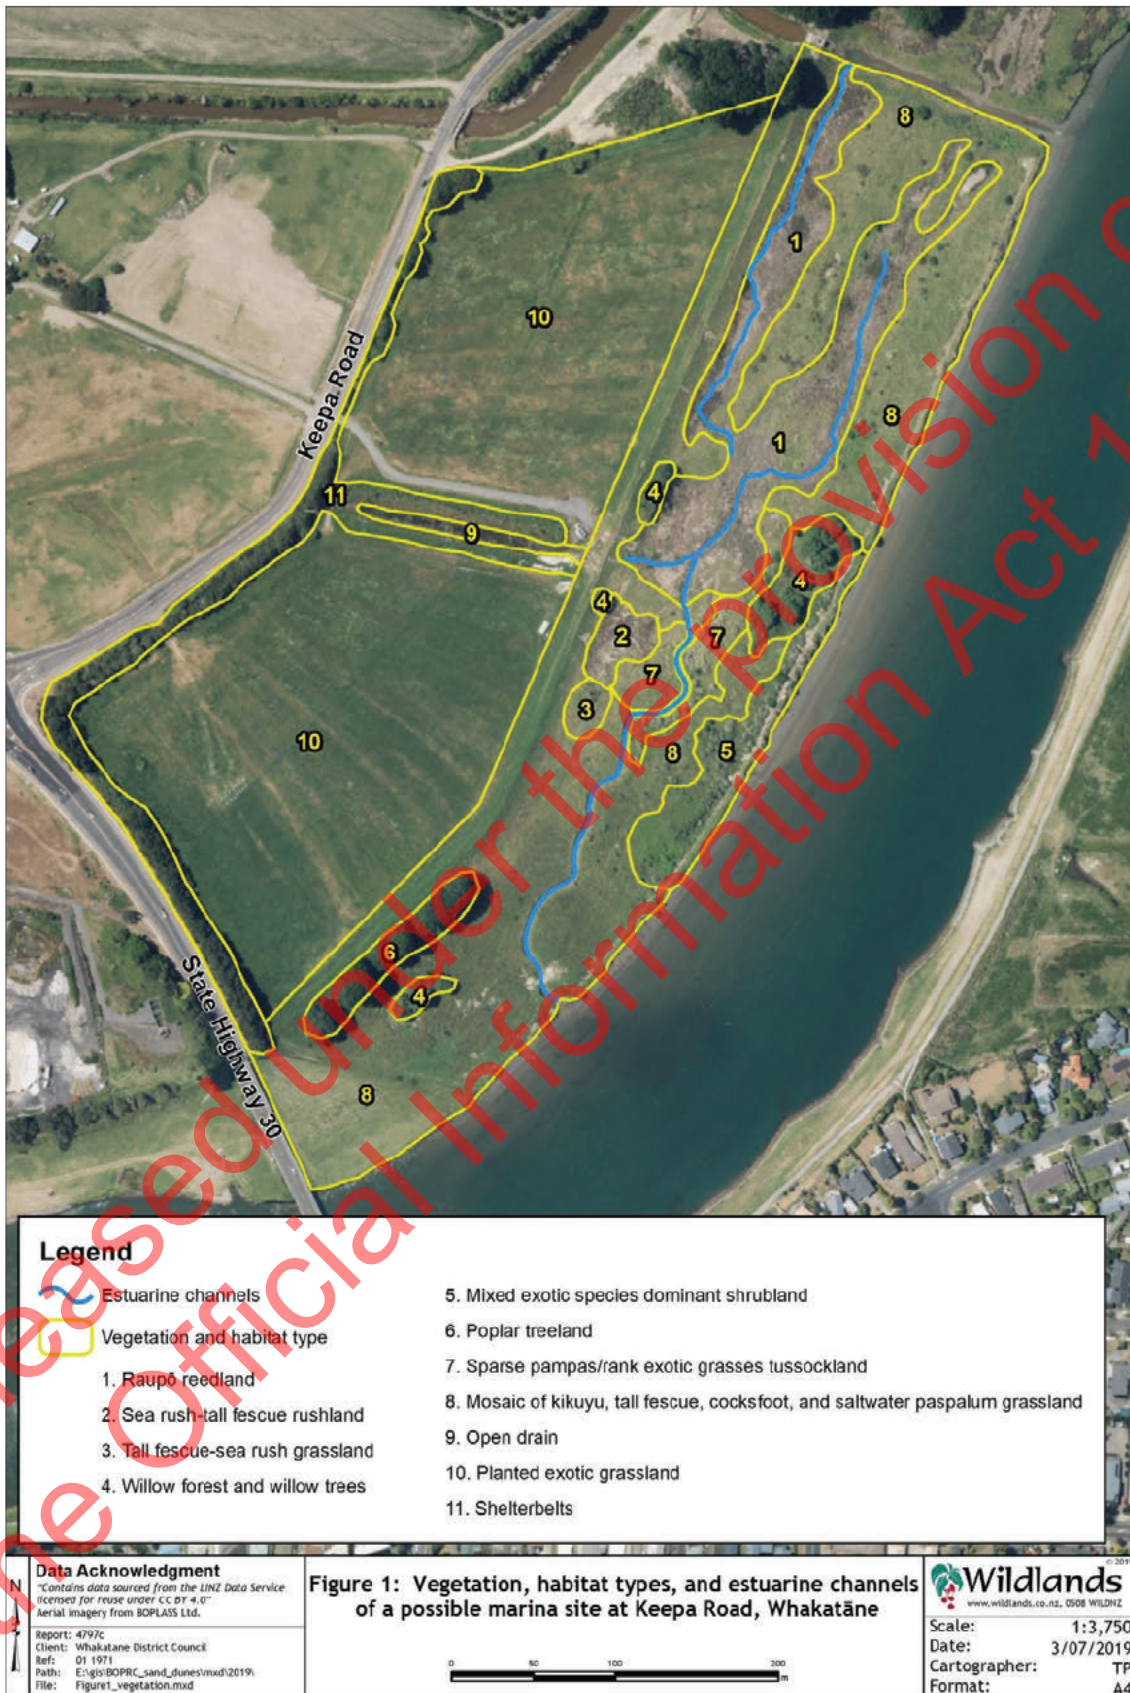 8
1
10
Keepa Road
8
1
4
11
9
4
4
2
7
7
3
10
8
5
6
4
State Highway 30
8
Released under the provision o
the Official Information Act 1
Legend
Estuarine channels
Vegetation and habitat type
1. Raupō reedland
2. Sea rush-tall fescue rushland
3. Tall fescue-sea rush grassland
4. Willow forest and willow trees
5. Mixed exotic species dominant shrubland
6. Poplar treeland
7. Sparse pampas/rank exotic grasses tussockland
8. Mosaic of kikuyu, tall fescue, cocksfoot, and saltwater paspalum grassland
9. Open drain
10. Planted exotic grassland
11. Shelterbelts
N
Data Acknowledgment
"Contains data sourced from the LINZ Data Service
licensed for reuse under CC BY 4.0"
Aerial imagery from BOPLASS Ltd.
Report: 4797c
Client: Whakatane District Council
Ref: 01 1971
Path: E:\gis\BOPRC_sand_dunes\mxd\2019\
File: Figure1_vegetation.mxd
Figure 1: Vegetation, habitat types, and estuarine channels
of a possible marina site at Keepa Road, Whakatāne
0 50 100 200
m
© 2019
Wildlands
www.wildlands.co.nz, 0508 WILDNZ
Scale: 1:3,750
Date: 3/07/2019
Cartographer: TP
Format: A4